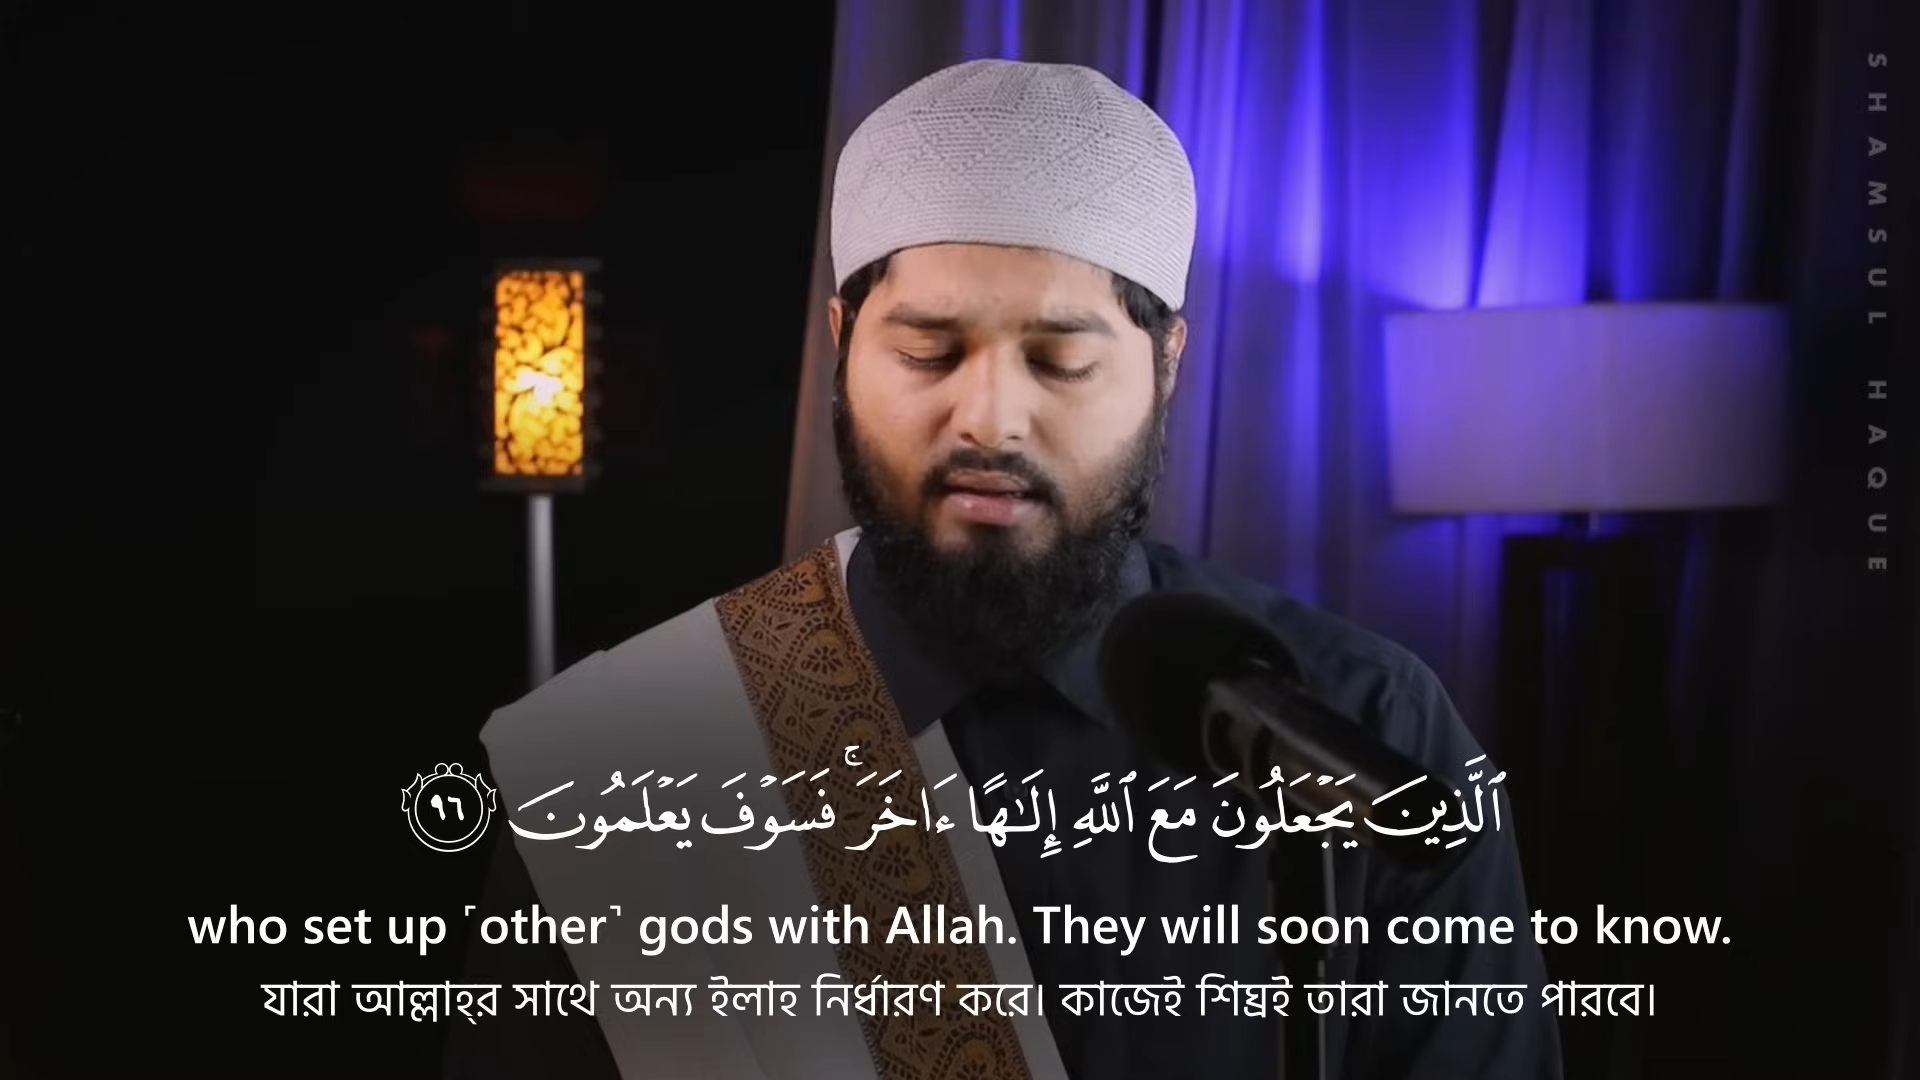 SHAMSUL HAQUE
ٱلَّذِينَ يَجْعَلُونَ مَعَ ٱللَّهِ إِلَـٰهًا ءَاخَرَ ۚ فَسَوْفَ يَعْلَمُونَ ٩٦
who set up ˹other˺ gods with Allah. They will soon come to know.
যারা আল্লাহ্‌র সাথে অন্য ইলাহ নির্ধারণ করে। কাজেই শিঘ্রই তারা জানতে পারবে।